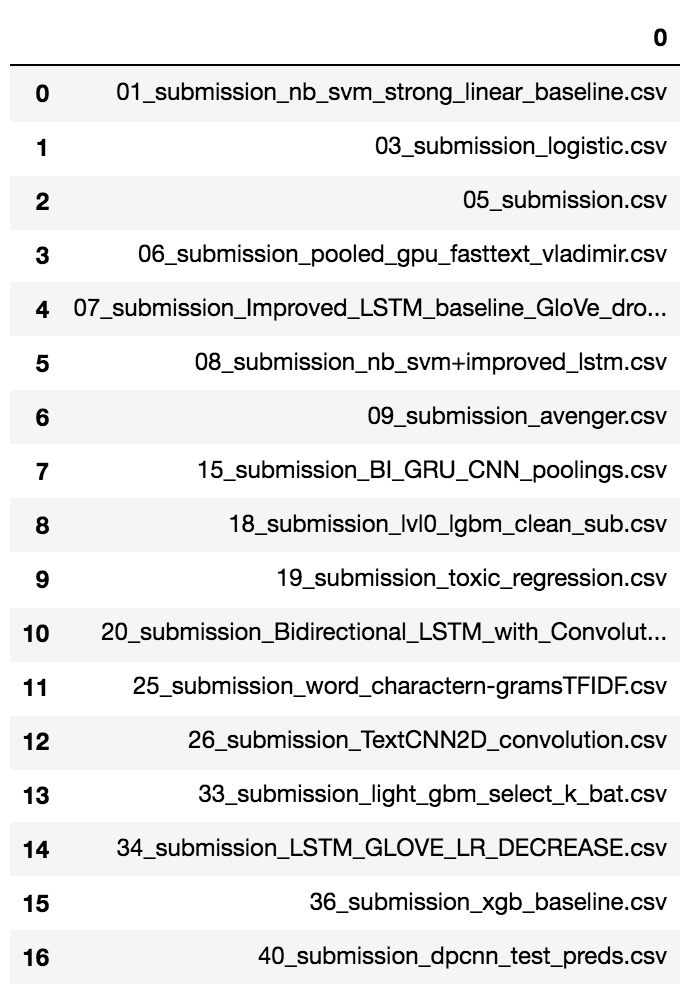 0
0 01_submission_nb_svm_strong_linear_baseline.csv
1 03_submission_logistic.csv
2 05_submission.csv
3 06_submission_pooled_gpu_fasttext_vladimir.csv
4 07_submission_Improved_LSTM_baseline_GloVe_dro...
5 08_submission_nb_svm+improved_lstm.csv
6 09_submission_avenger.csv
7 15_submission_BI_GRU_CNN_poolings.csv
8 18_submission_lvl0_lgbm_clean_sub.csv
9 19_submission_toxic_regression.csv
10 20_submission_Bidirectional_LSTM_with_Convolut...
11 25_submission_word_charactern-gramsTFIDF.csv
12 26_submission_TextCNN2D_convolution.csv
13 33_submission_light_gbm_select_k_bat.csv
14 34_submission_LSTM_GLOVE_LR_DECREASE.csv
15 36_submission_xgb_baseline.csv
16 40_submission_dpcnn_test_preds.csv